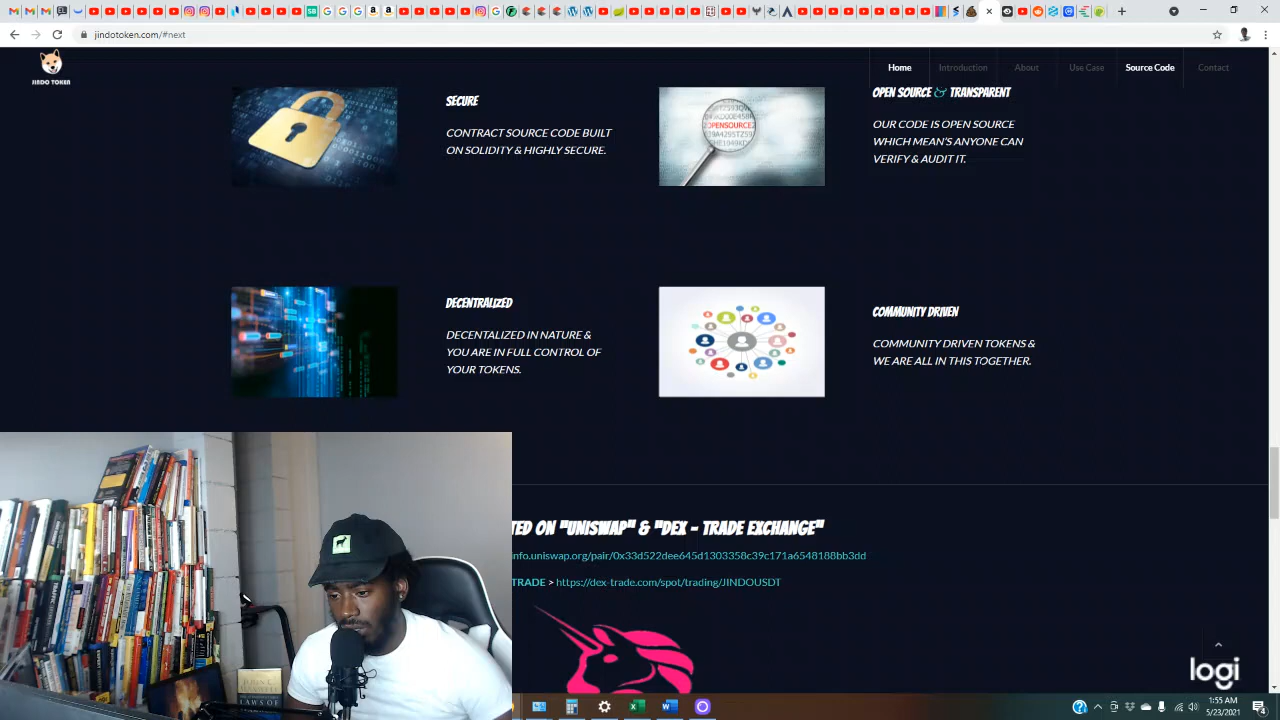 jindotoken.com/#next
JINDO TOKEN
Home
Introduction
About
Use Case
Source Code
Contact
SECURE
CONTRACT SOURCE CODE BUILT
ON SOLIDITY & HIGHLY SECURE.
OPENSOURCE
OPEN SOURCE & TRANSPARENT
OUR CODE IS OPEN SOURCE
WHICH MEAN'S ANYONE CAN
VERIFY & AUDIT IT.
DECENTRALIZED
DECENTALIZED IN NATURE &
YOU ARE IN FULL CONTROL OF
YOUR TOKENS.
COMMUNITY DRIVEN
COMMUNITY DRIVEN TOKENS &
WE ARE ALL IN THIS TOGETHER.
TED ON "UNISWAP" & "DEX - TRADE EXCHANGE"
info.uniswap.org/pair/0x33d522dee645d1303358c39c171a6548188bb3dd
TRADE > https://dex-trade.com/spot/trading/JINDOUSDT
LAWS OF
logi
1:55 AM
5/23/2021